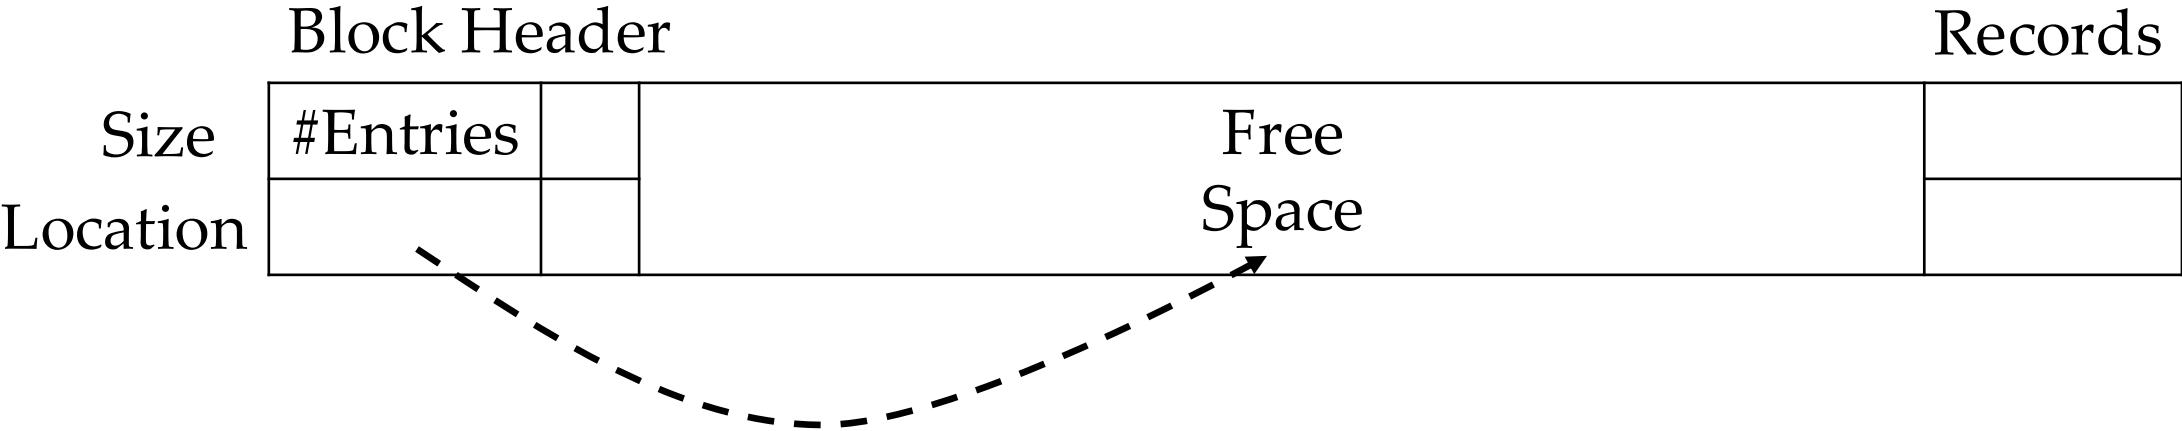 Block Header
Records
Size
#Entries
Free
Space
Location